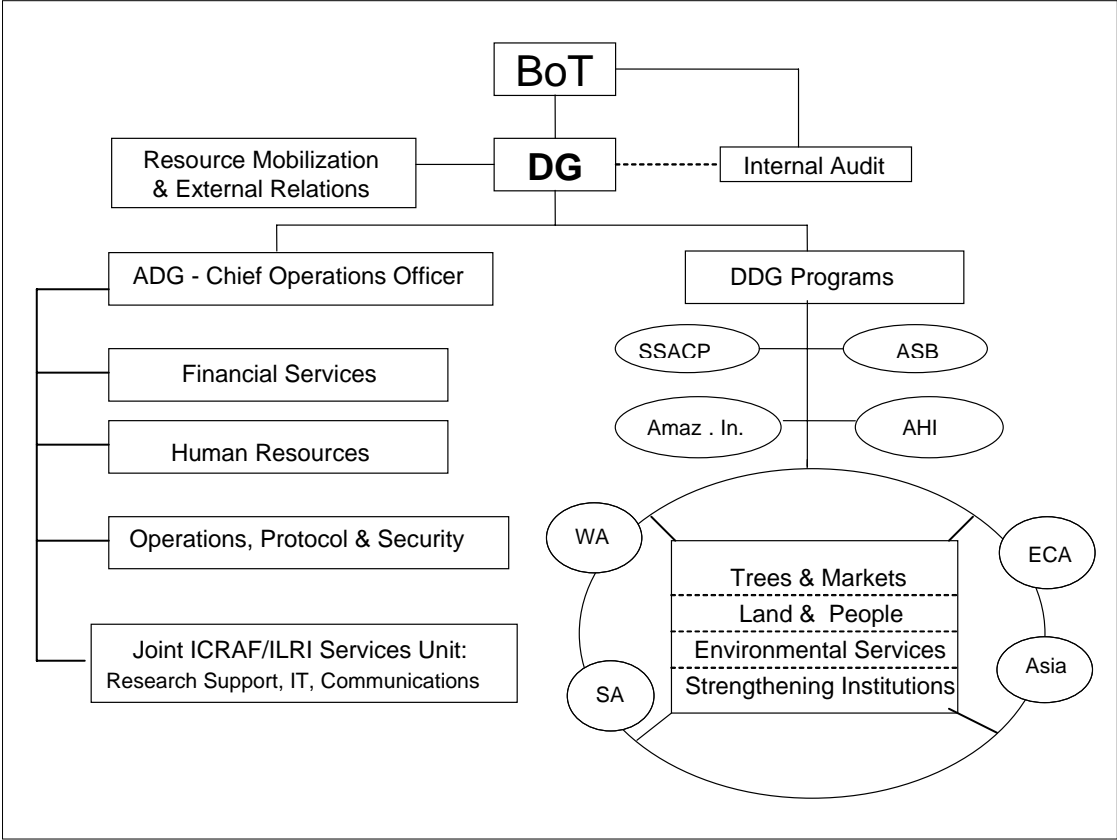 BoT
Resource Mobilization
& External Relations
DG
Internal Audit
ADG - Chief Operations Officer
DDG Programs
SSACP
ASB
Financial Services
Amaz . In.
AHI
Human Resources
WA
ECA
Operations, Protocol & Security
Trees & Markets
Land & People
Environmental Services
Strengthening Institutions
SA
Asia
Joint ICRAF/ILRI Services Unit:
Research Support, IT, Communications